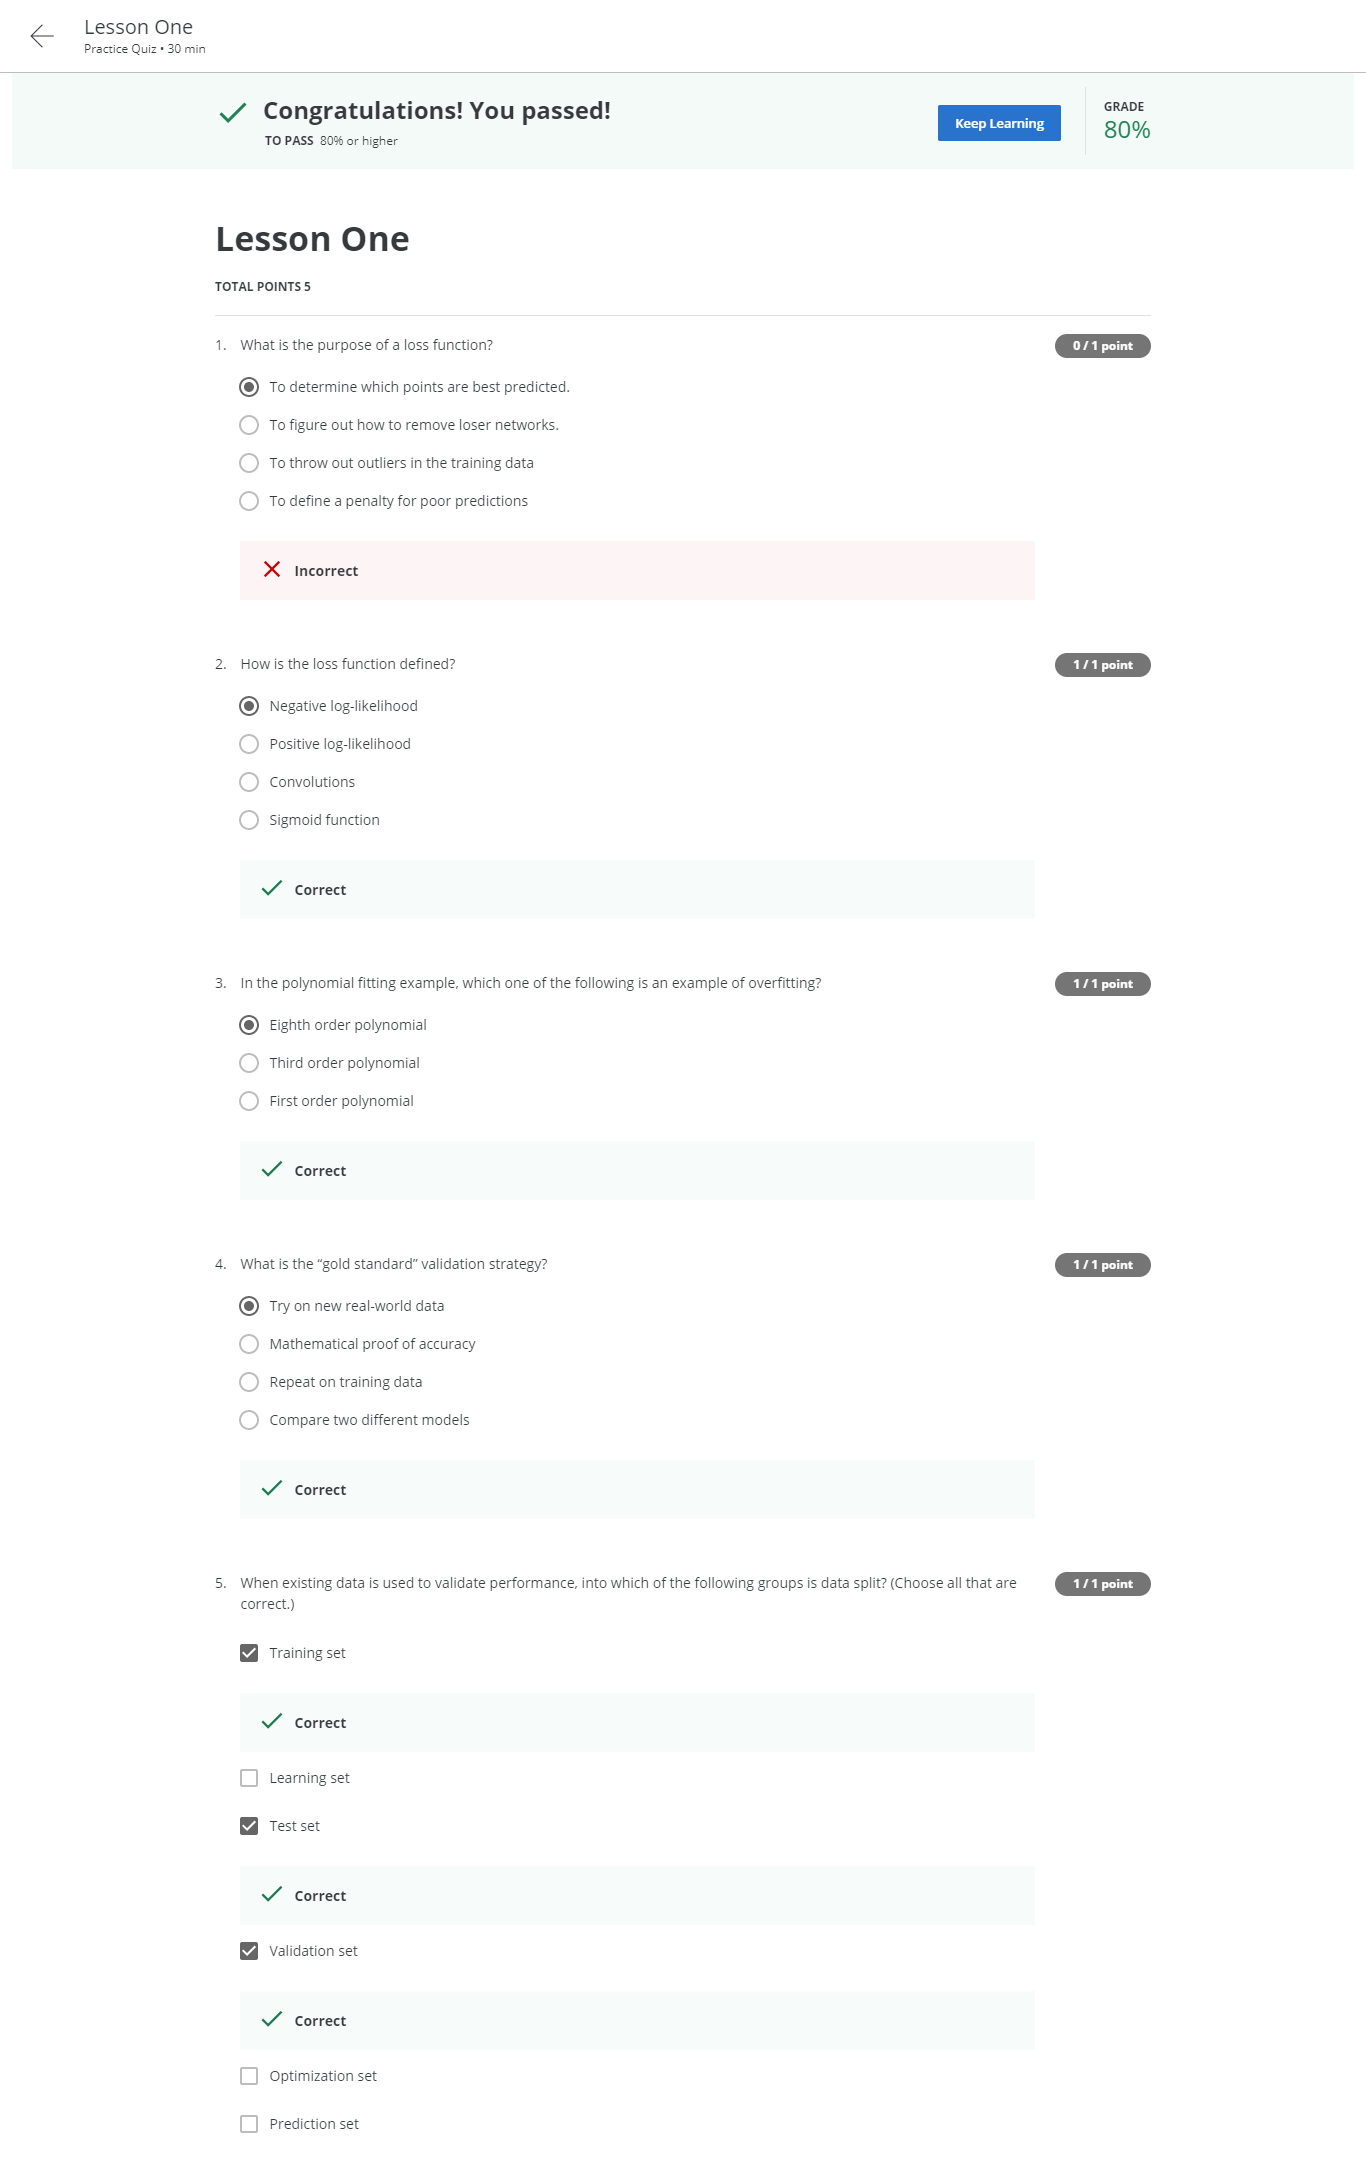 Lesson One
Practice Quiz • 30 min
Congratulations! You passed!
TO PASS 80% or higher
Keep Learning
GRADE
80%
Lesson One
TOTAL POINTS 5
1. What is the purpose of a loss function?
0 / 1 point
To determine which points are best predicted.
To figure out how to remove loser networks.
To throw out outliers in the training data
To define a penalty for poor predictions
Incorrect
2. How is the loss function defined?
1 / 1 point
Negative log-likelihood
Positive log-likelihood
Convolutions
Sigmoid function
Correct
3. In the polynomial fitting example, which one of the following is an example of overfitting?
1 / 1 point
Eighth order polynomial
Third order polynomial
First order polynomial
Correct
4. What is the “gold standard” validation strategy?
1 / 1 point
Try on new real-world data
Mathematical proof of accuracy
Repeat on training data
Compare two different models
Correct
5. When existing data is used to validate performance, into which of the following groups is data split? (Choose all that are
correct.)
1 / 1 point
Training set
Correct
Learning set
Test set
Correct
Validation set
Correct
Optimization set
Prediction set